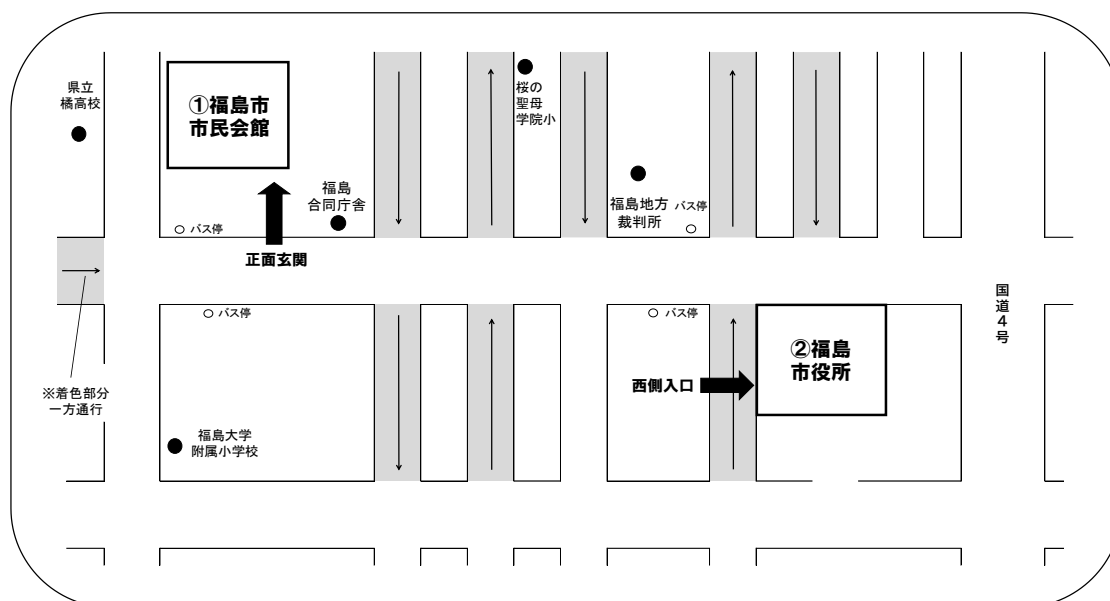 県立
橘高校
①福島市
市民会館
桜の
聖母
学院小
福島
合同庁舎
福島地方
裁判所
バス停
バス停
正面玄関
バス停
バス停
国道4号
②福島
市役所
西側入口
※着色部分
一方通行
福島大学
附属小学校